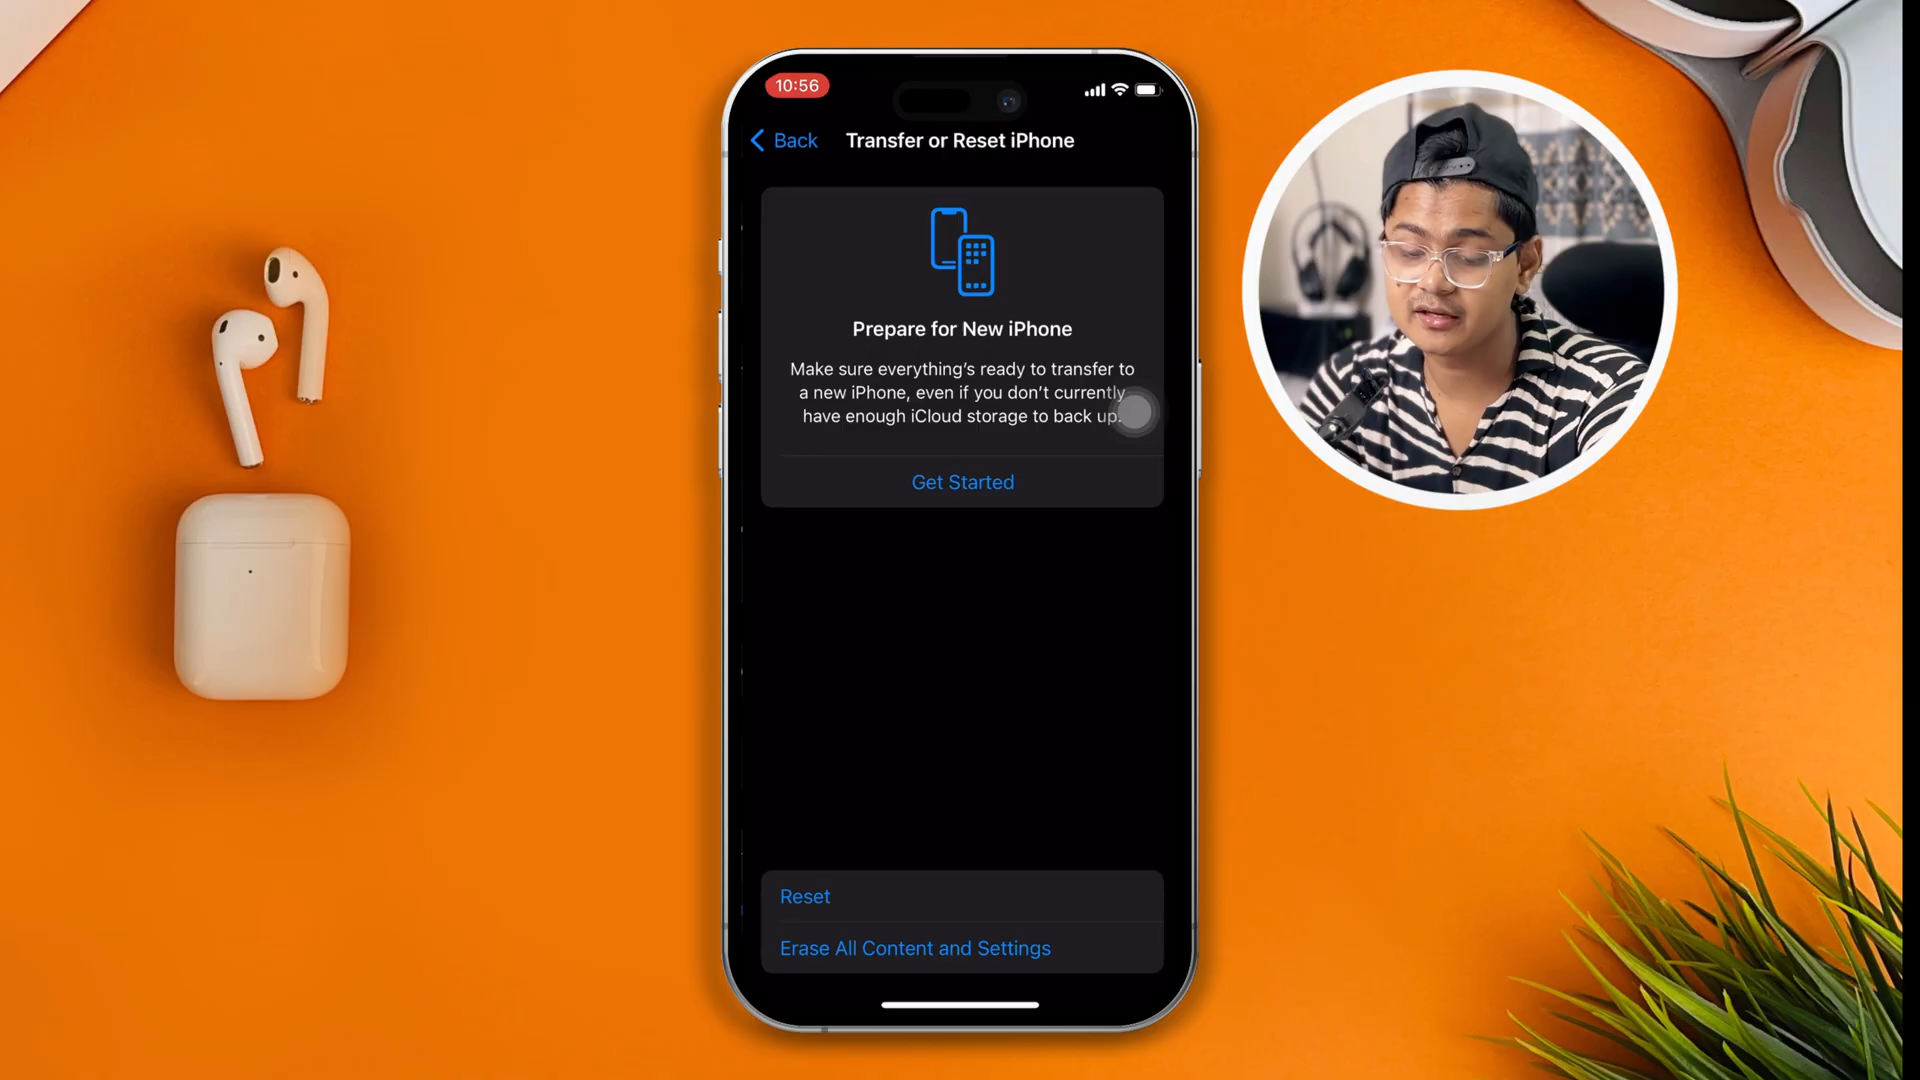 10:56
Back
Transfer or Reset iPhone
Prepare for New iPhone
Make sure everything's ready to transfer to
a new iPhone, even if you don't currently
have enough iCloud storage to back up.
Get Started
Reset
Erase All Content and Settings